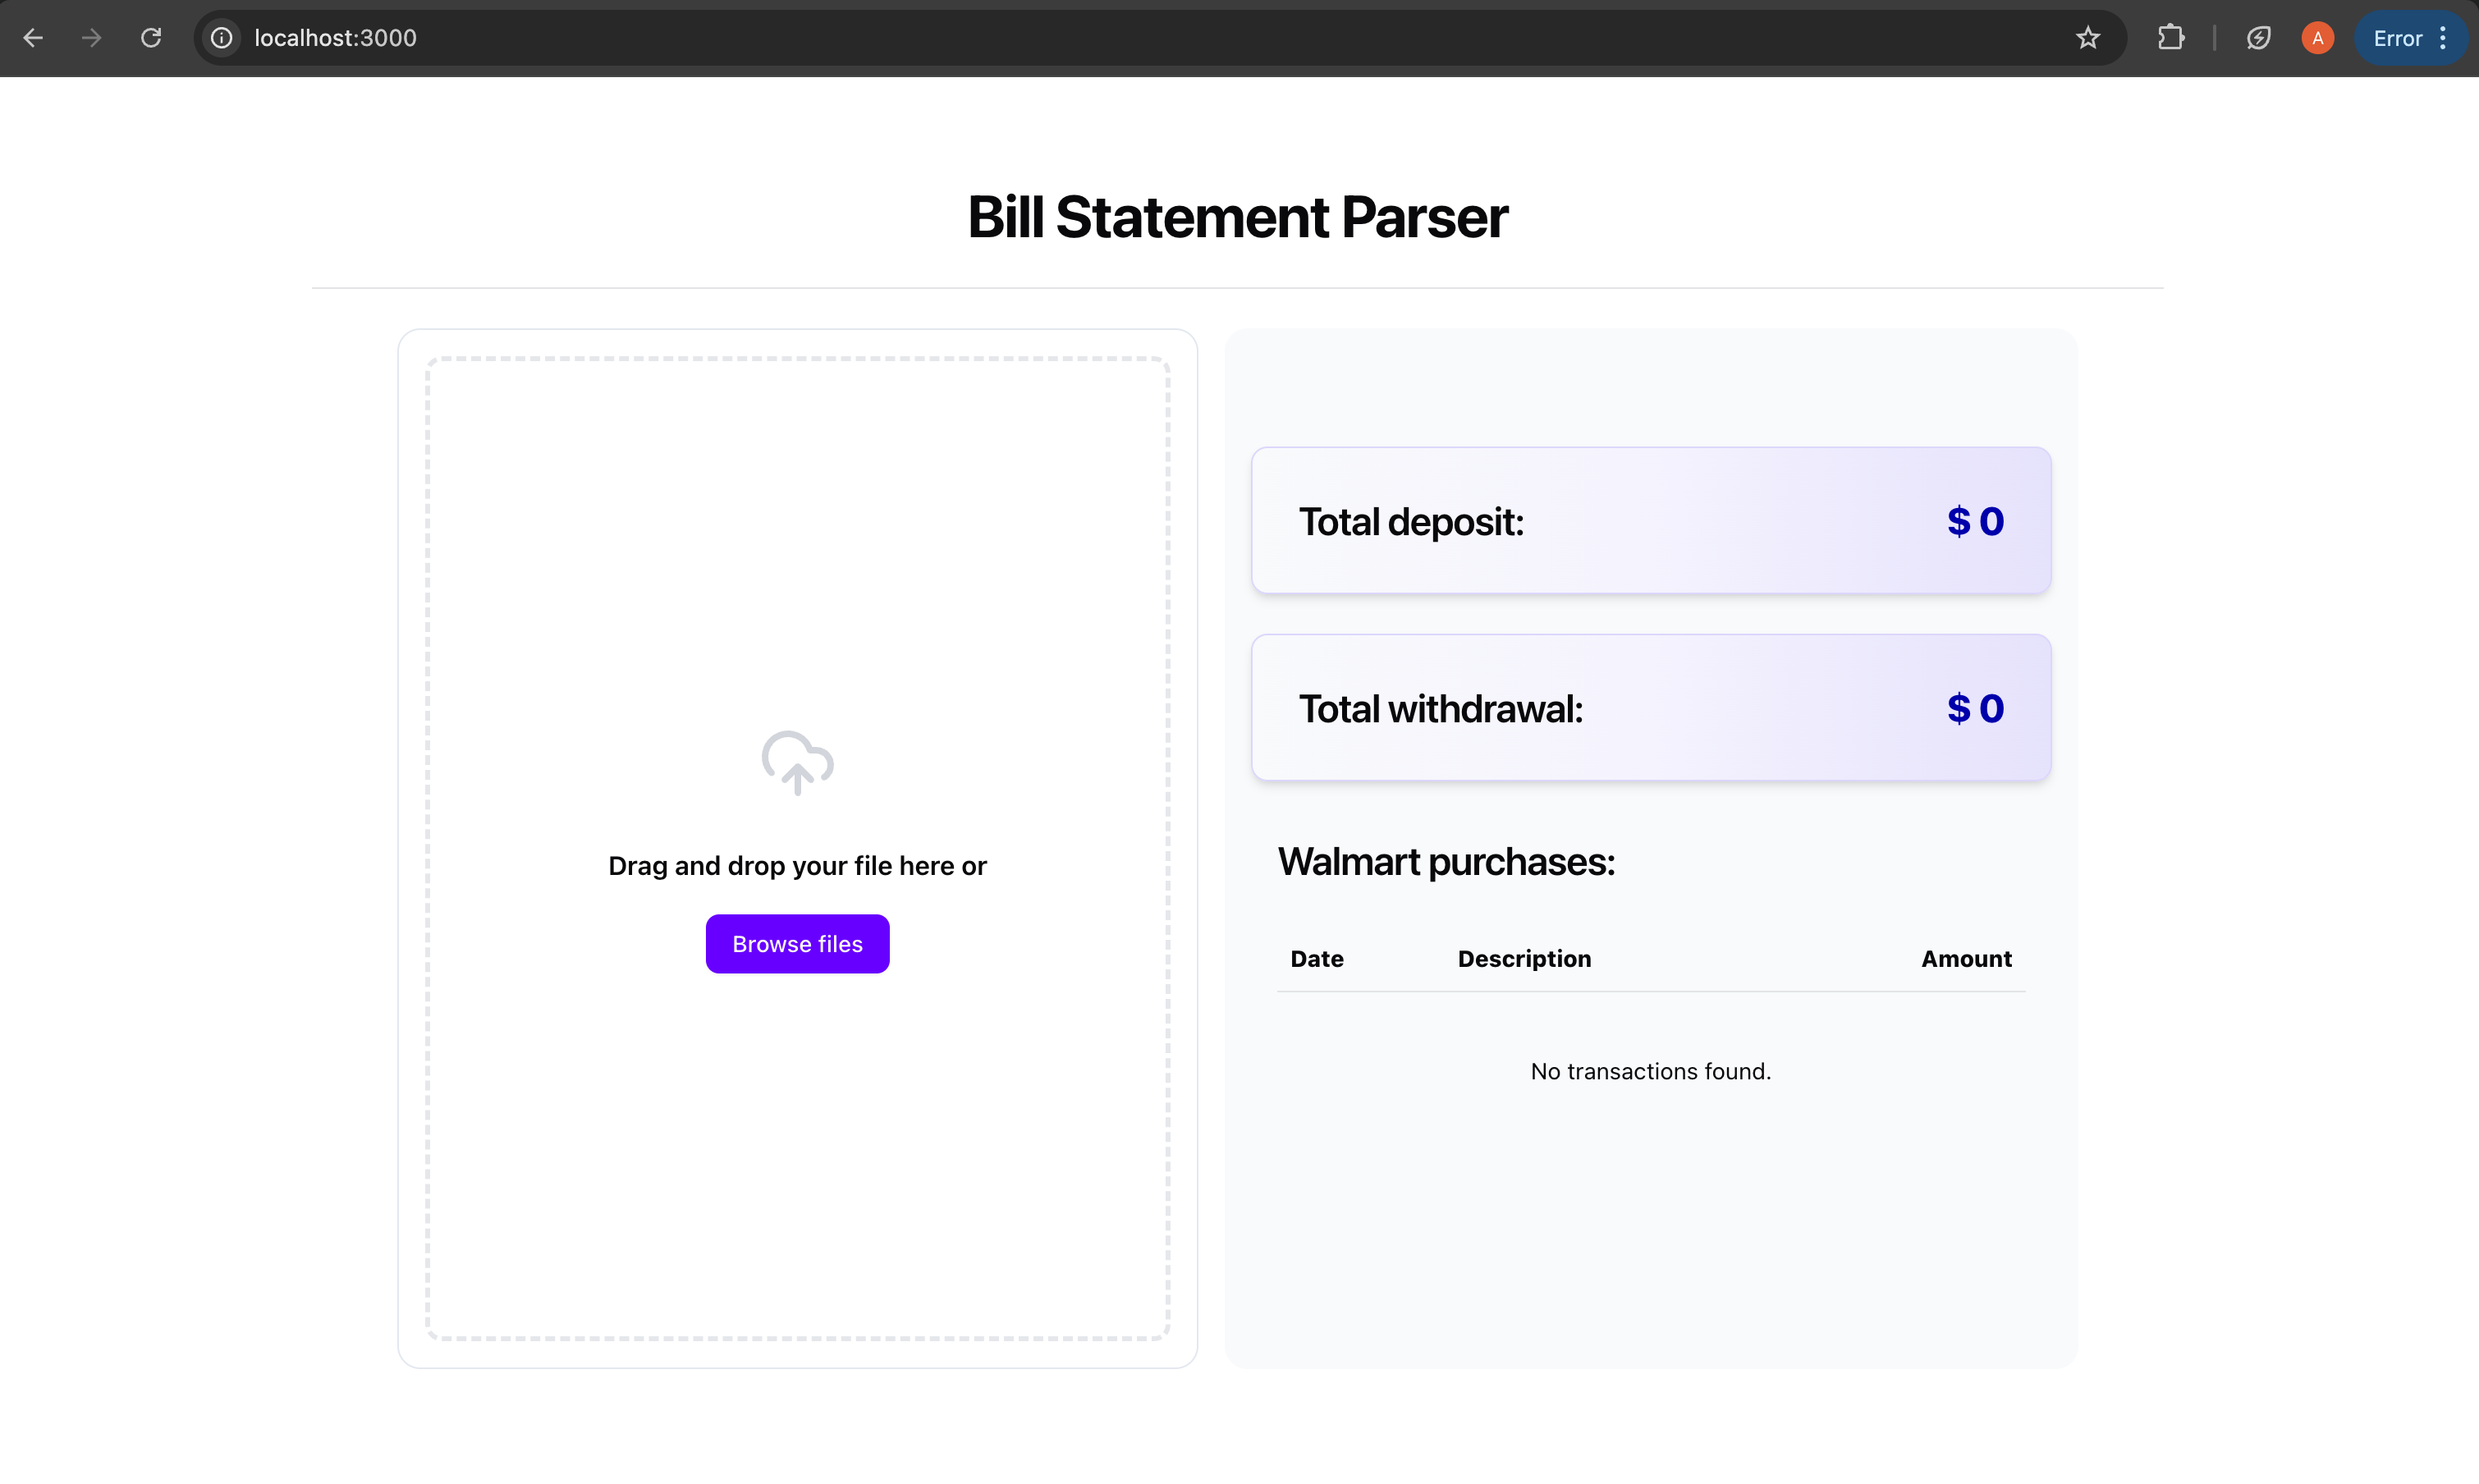 localhost:3000
A
Error
Bill Statement Parser
Drag and drop your file here or
Browse files
Total deposit:
$ 0
Total withdrawal:
$ 0
Walmart purchases:
Date Description Amount
No transactions found.